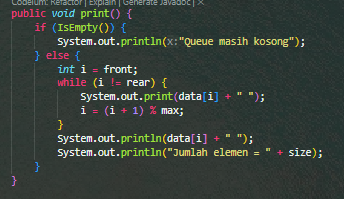 Codeium: Refactor | Explain | Generate Javadoc | ×
public void print() {
if (IsEmpty()) {
System.out.println(x:"Queue masih kosong");
} else {
int i = front;
while (i != rear) {
System.out.print(data[i] + " ");
i = (i + 1) % max;
}
System.out.println(data[i] + " ");
System.out.println("Jumlah elemen = " + size);
}
}